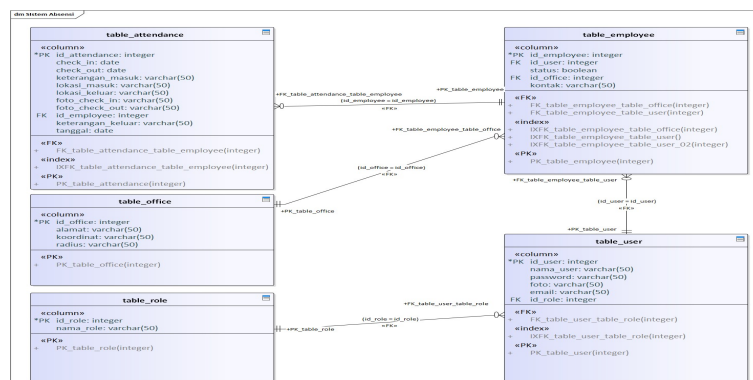 dm Sistem Absensi
table_attendance
«column»
*PK id_attendance: integer
check_in: date
check_out: date
keterangan_masuk: varchar(50)
lokasi_masuk: varchar(50)
lokasi_keluar: varchar(50)
foto_check_in: varchar(50)
foto_check_out: varchar(50)
FK id_employee: integer
keterangan_keluar: varchar(50)
tanggal: date
«FK»
+ FK_table_attendance_table_employee(integer)
«index»
+ IXFK_table_attendance_table_employee(integer)
«PK»
+ PK_table_attendance(integer)
+FK_table_attendance_table_employee
(id_employee = id_employee)
«FK»
+PK_table_employee
table_employee
«column»
*PK id_employee: integer
FK id_user: integer
status: boolean
FK id_office: integer
kontak: varchar(50)
«FK»
+ FK_table_employee_table_office(integer)
+ FK_table_employee_table_user(integer)
«index»
+ IXFK_table_employee_table_office(integer)
+ IXFK_table_employee_table_user()
+ IXFK_table_employee_table_user_02(integer)
«PK»
+ PK_table_employee(integer)
+FK_table_employee_table_office
(id_office = id_office)
«FK»
+PK_table_office
table_office
«column»
*PK id_office: integer
alamat: varchar(50)
koordinat: varchar(50)
radius: varchar(50)
«PK»
+ PK_table_office(integer)
+FK_table_employee_table_user
(id_user = id_user)
«FK»
+PK_table_user
table_user
«column»
*PK id_user: integer
nama_user: varchar(50)
password: varchar(50)
foto: varchar(50)
email: varchar(50)
FK id_role: integer
«FK»
+ FK_table_user_table_role(integer)
«index»
+ IXFK_table_user_table_role(integer)
«PK»
+ PK_table_user(integer)
+FK_table_user_table_role
(id_role = id_role)
«FK»
+PK_table_role
table_role
«column»
*PK id_role: integer
nama_role: varchar(50)
«PK»
+ PK_table_role(integer)